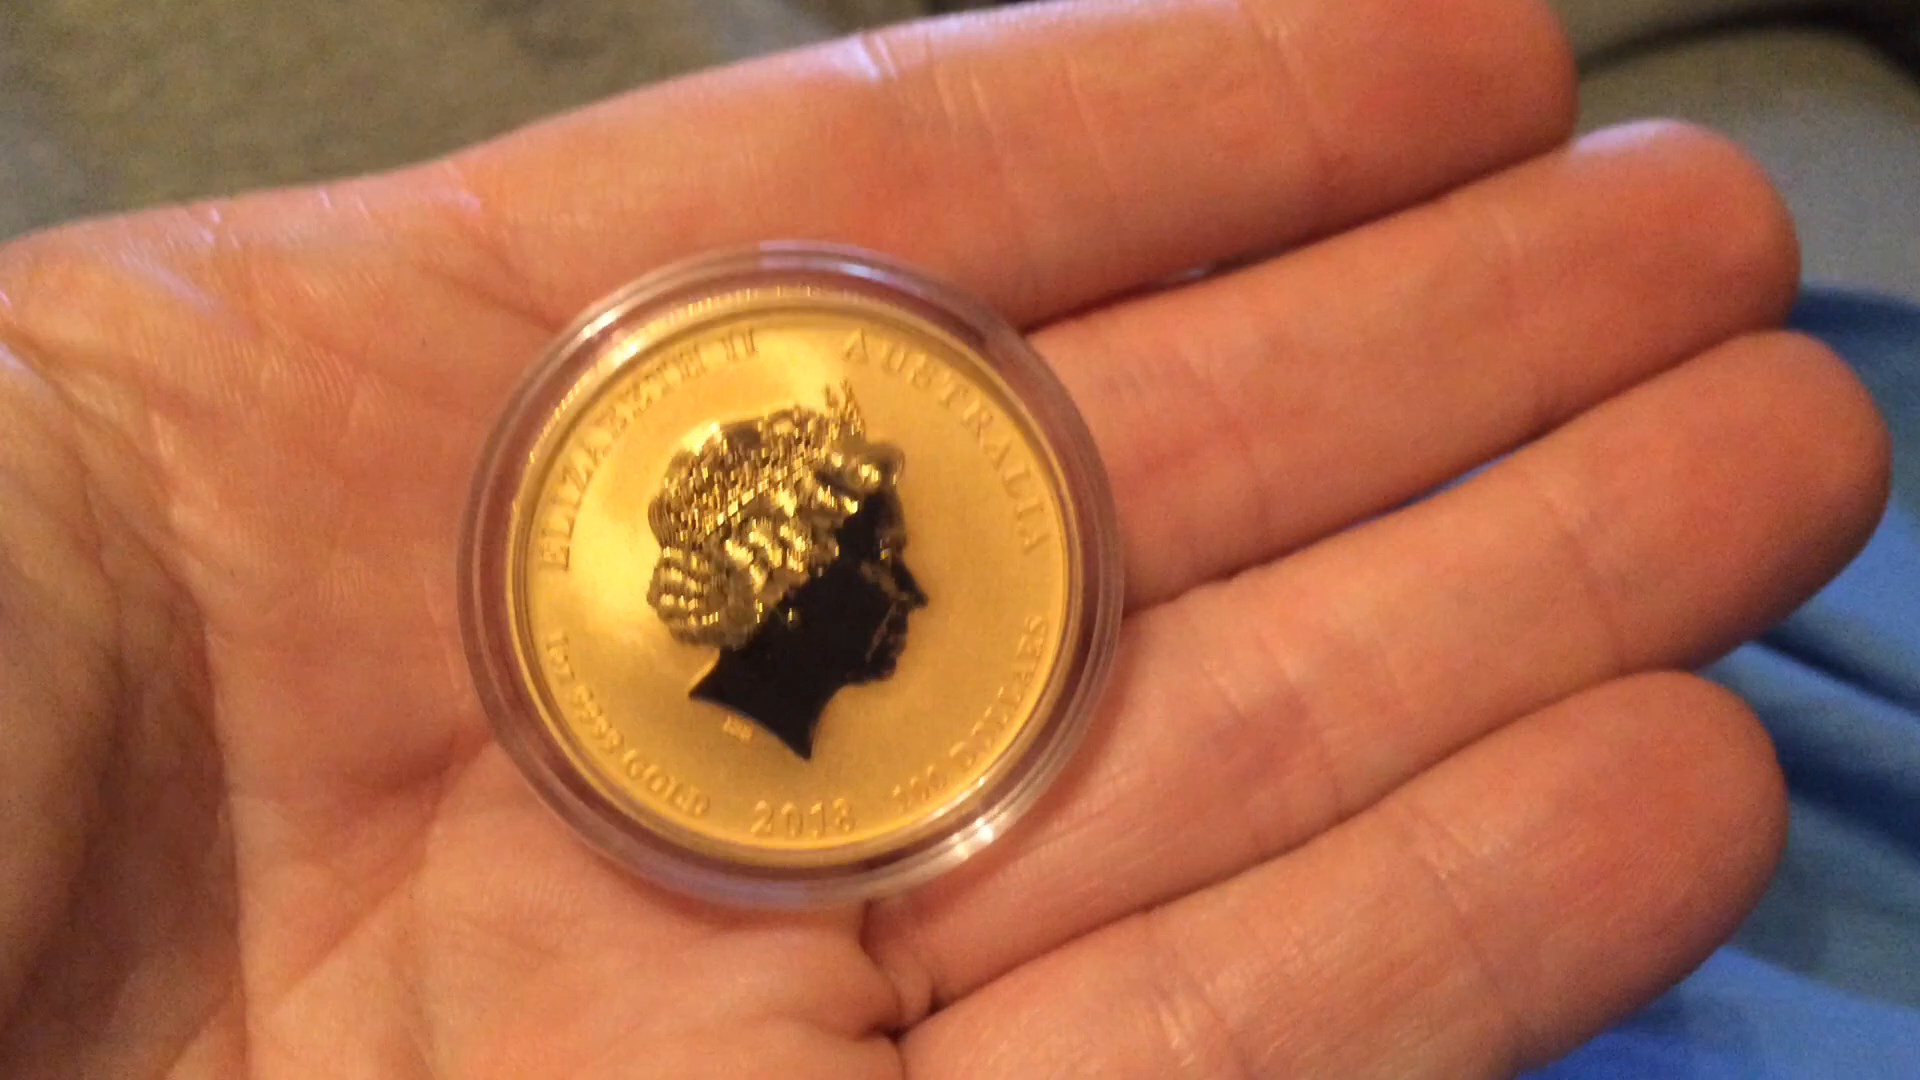 ELIZABETH II
AUSTRALIA
1oz 9999 GOLD
2018
100 DOLLARS